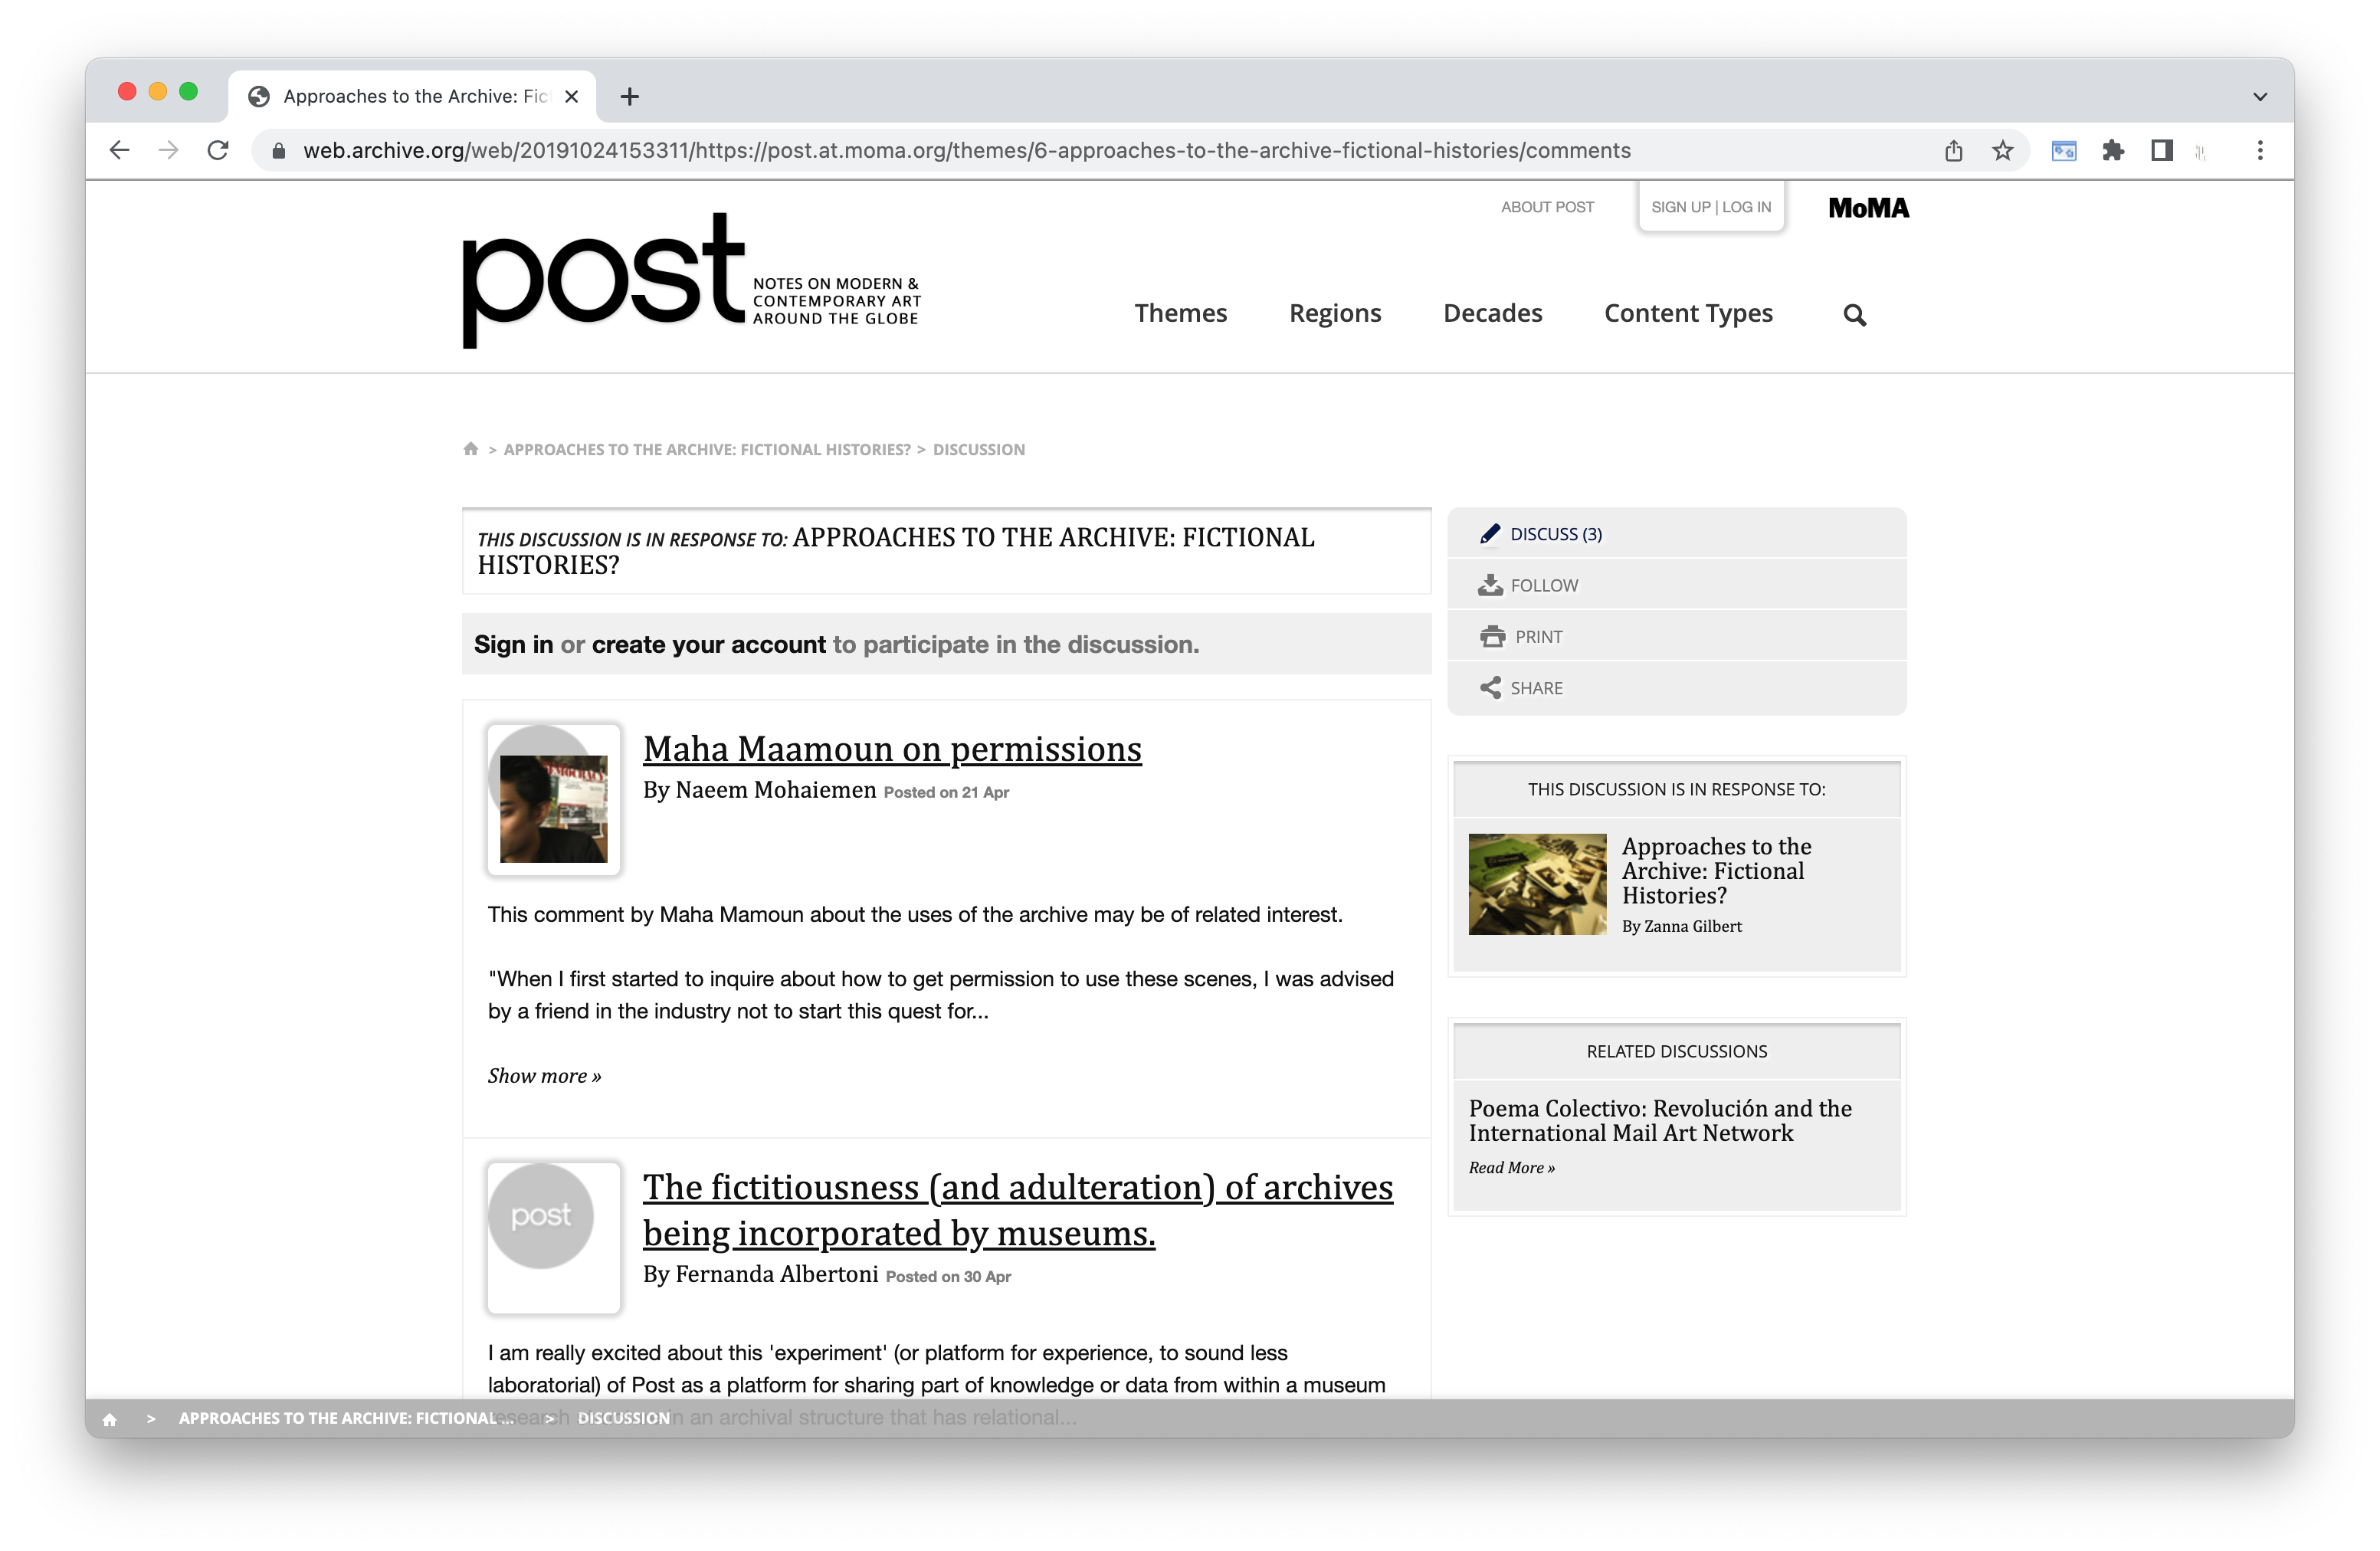 Approaches to the Archive: Fic
web.archive.org/web/20191024153311/https://post.at.moma.org/themes/6-approaches-to-the-archive-fictional-histories/comments
ABOUT POST
SIGN UP | LOG IN
MoMA
post
NOTES ON MODERN &
CONTEMPORARY ART
AROUND THE GLOBE
Themes
Regions
Decades
Content Types
> APPROACHES TO THE ARCHIVE: FICTIONAL HISTORIES? > DISCUSSION
THIS DISCUSSION IS IN RESPONSE TO: APPROACHES TO THE ARCHIVE: FICTIONAL
HISTORIES?
Sign in or create your account to participate in the discussion.
Maha Maamoun on permissions
By Naeem Mohaiemen Posted on 21 Apr
This comment by Maha Mamoun about the uses of the archive may be of related interest.
"When I first started to inquire about how to get permission to use these scenes, I was advised
by a friend in the industry not to start this quest for...
Show more »
post
The fictitiousness (and adulteration) of archives
being incorporated by museums.
By Fernanda Albertoni Posted on 30 Apr
I am really excited about this 'experiment' (or platform for experience, to sound less
laboratorial) of Post as a platform for sharing part of knowledge or data from within a museum
in an archival structure that has relational...
DISCUSS (3)
FOLLOW
PRINT
SHARE
THIS DISCUSSION IS IN RESPONSE TO:
Approaches to the
Archive: Fictional
Histories?
By Zanna Gilbert
RELATED DISCUSSIONS
Poema Colectivo: Revolución and the
International Mail Art Network
Read More »
> APPROACHES TO THE ARCHIVE: FICTIONAL ... > DISCUSSION